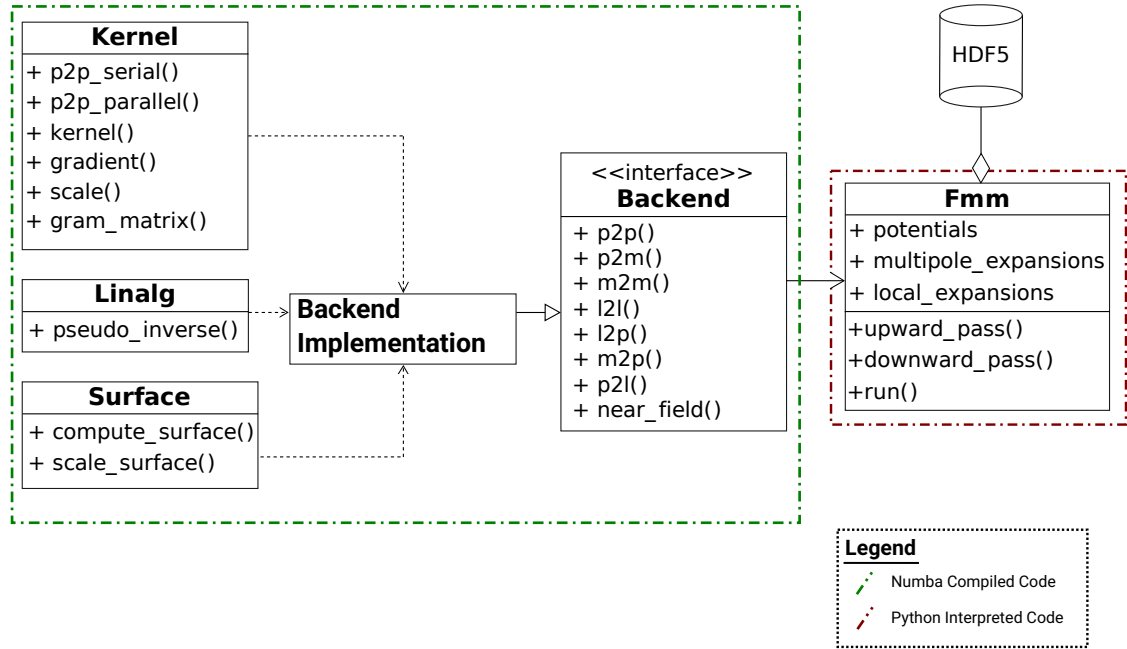 Kernel
+ p2p_serial()
+ p2p_parallel()
+ kernel()
+ gradient()
+ scale()
+ gram_matrix()
Linalg
+ pseudo_inverse()
Surface
+ compute_surface()
+ scale_surface()
Backend
Implementation
<<interface>>
Backend
+ p2p()
+ p2m()
+ m2m()
+ l2l()
+ l2p()
+ m2p()
+ p2l()
+ near_field()
HDF5
Fmm
+ potentials
+ multipole_expansions
+ local_expansions
+upward_pass()
+downward_pass()
+run()
Legend
Numba Compiled Code
Python Interpreted Code